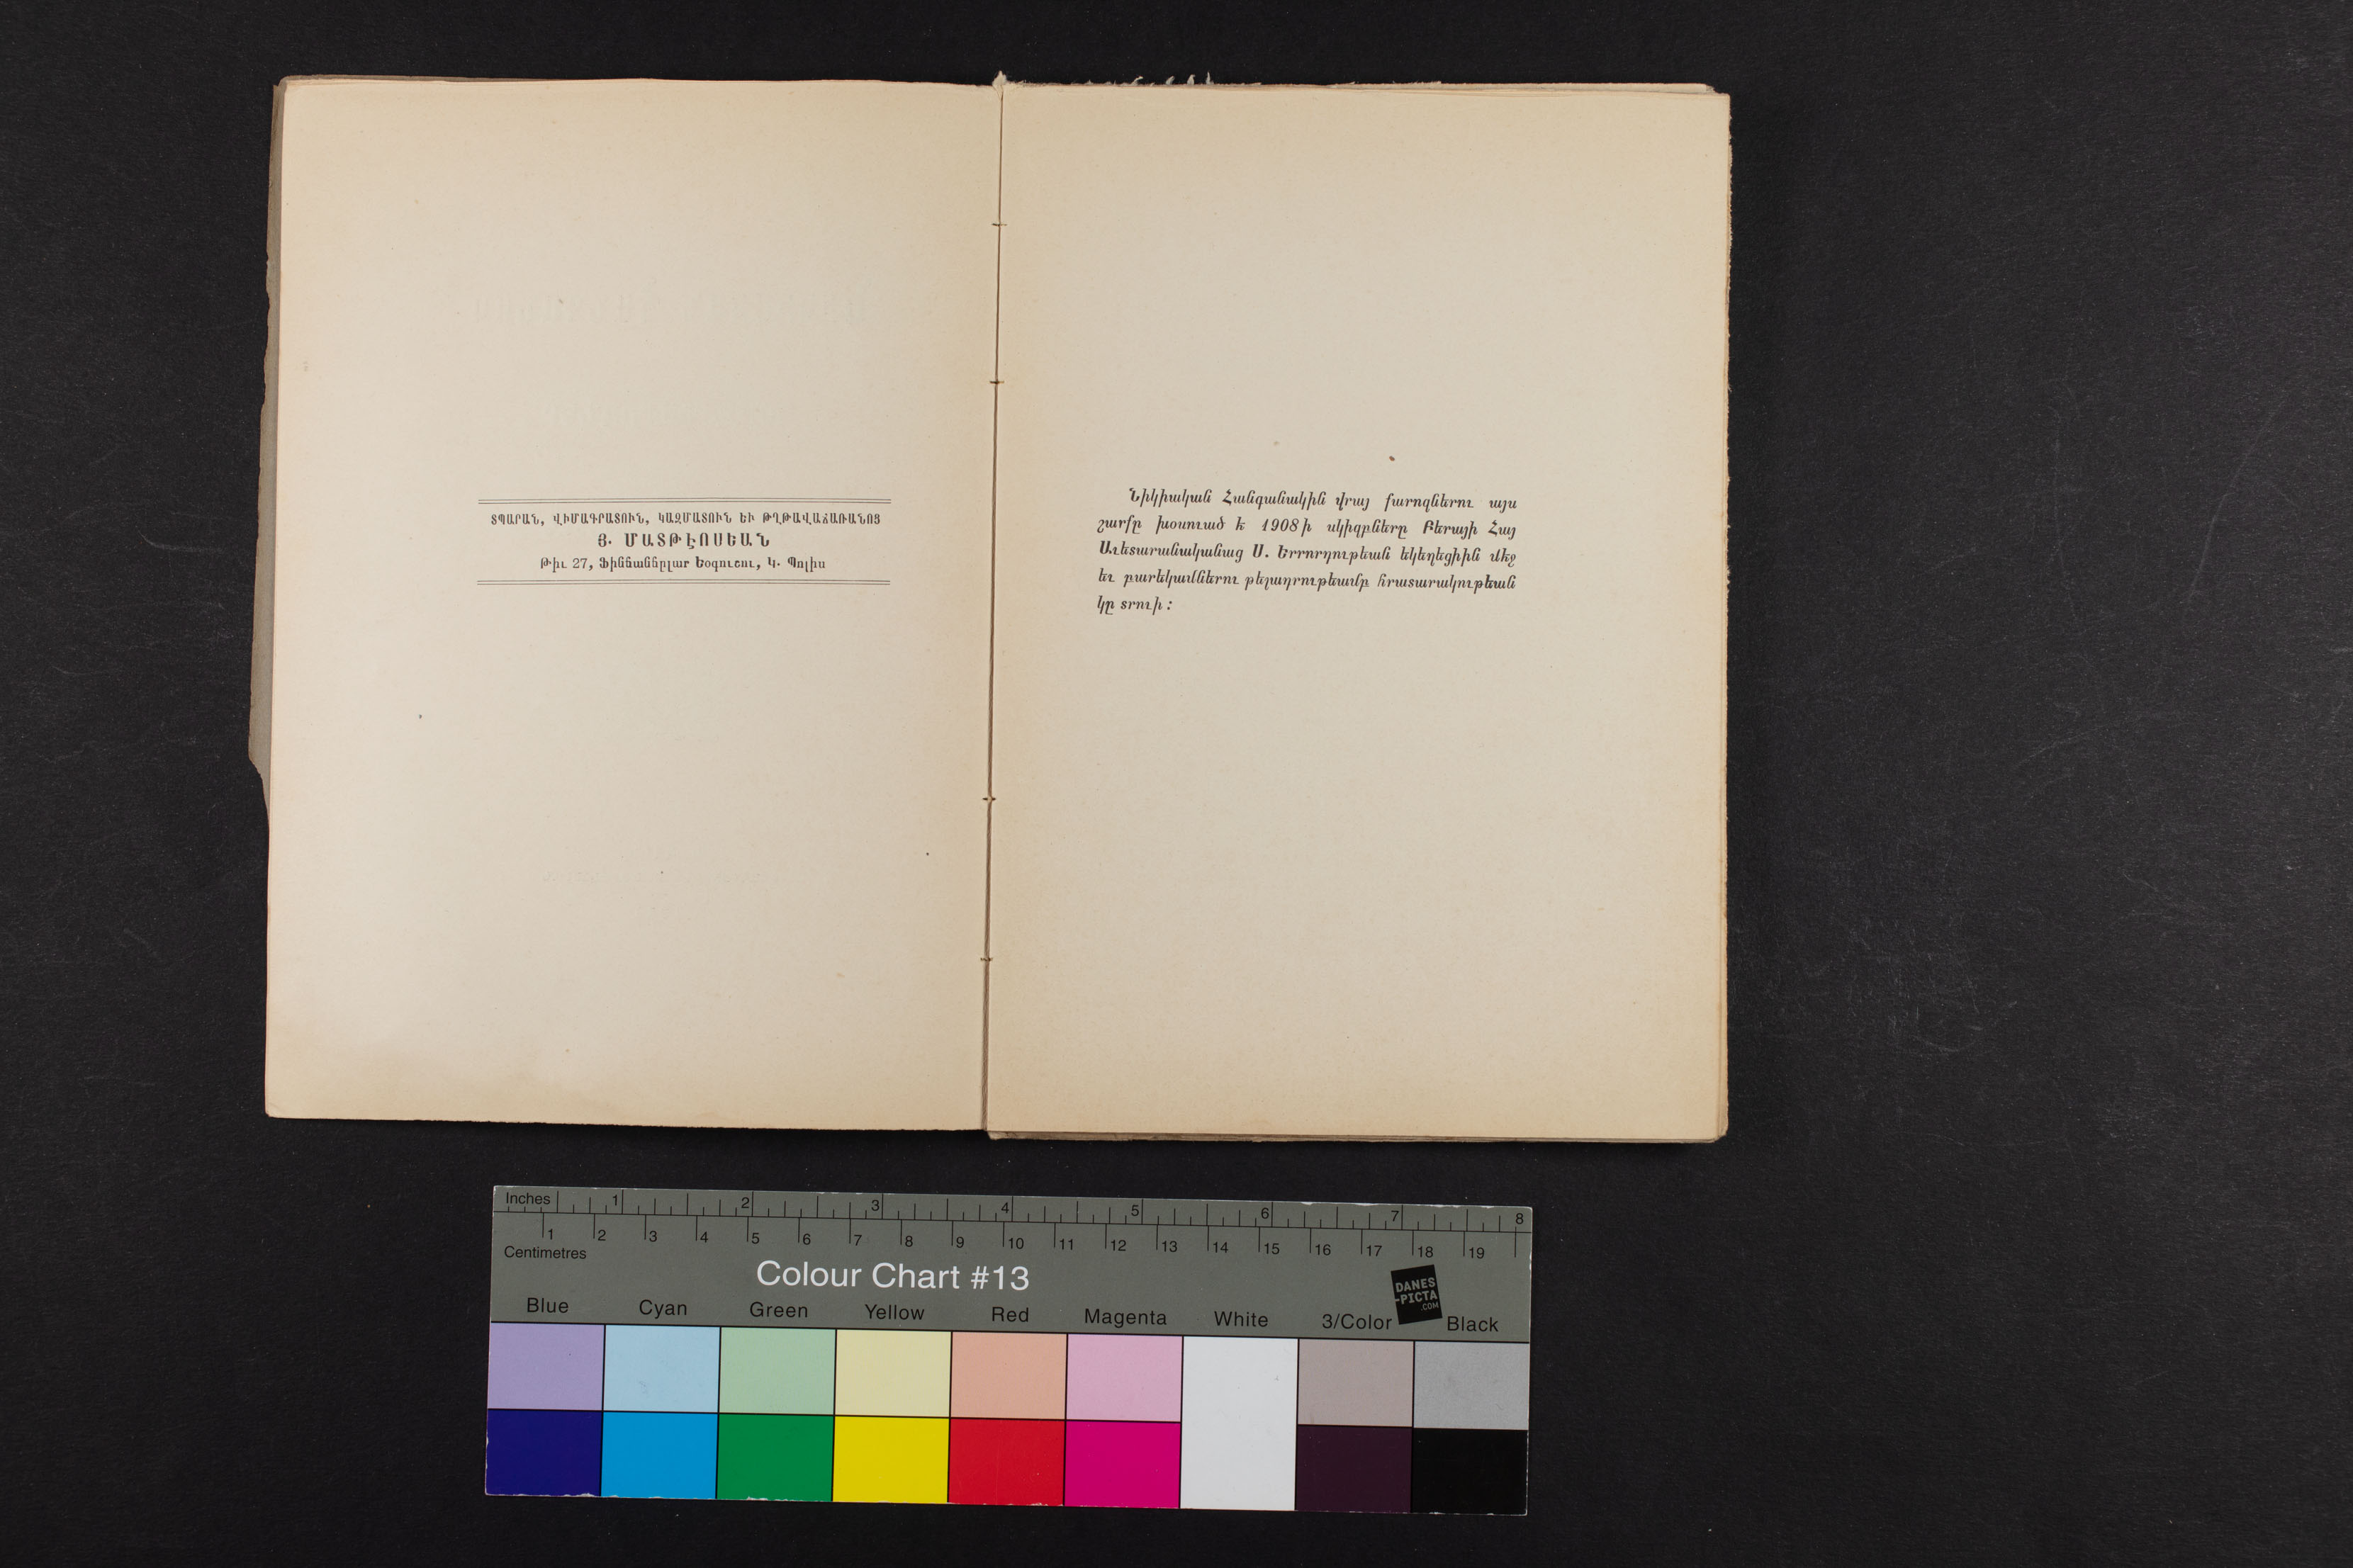 ՏՊԱՐԱՆ, ՎԻՄԱԳՐԱՏՈՒՆ, ԿԱԶՄԱՏՈՒՆ ԵՒ ԹՂԹԱՎԱՃԱՌԱՆՈՑ
Յ. ՄԱՏԹԷՈՍԵԱՆ
Թիւ 27, Ֆինճանճըլար Եօգուշու, Կ. Պոլիս
Նիկիական Հանգանակին վրայ քարոզներու այս
շարքը խօսուած է 1908ի սկիզբները Բերայի Հայ
Աւետարանականաց Ս. Երրորդութեան եկեղեցիին մէջ
եւ բարեկամներու թելադրութեամբ հրատարակութեան
կը տրուի :
Inches 1 2 3 4 5 6 7 8
1 2 3 4 5 6 7 8 9 10 11 12 13 14 15 16 17 18 19
Centimetres
Colour Chart #13
DANES
-PICTA
.COM
Blue Cyan Green Yellow Red Magenta White 3/Color Black